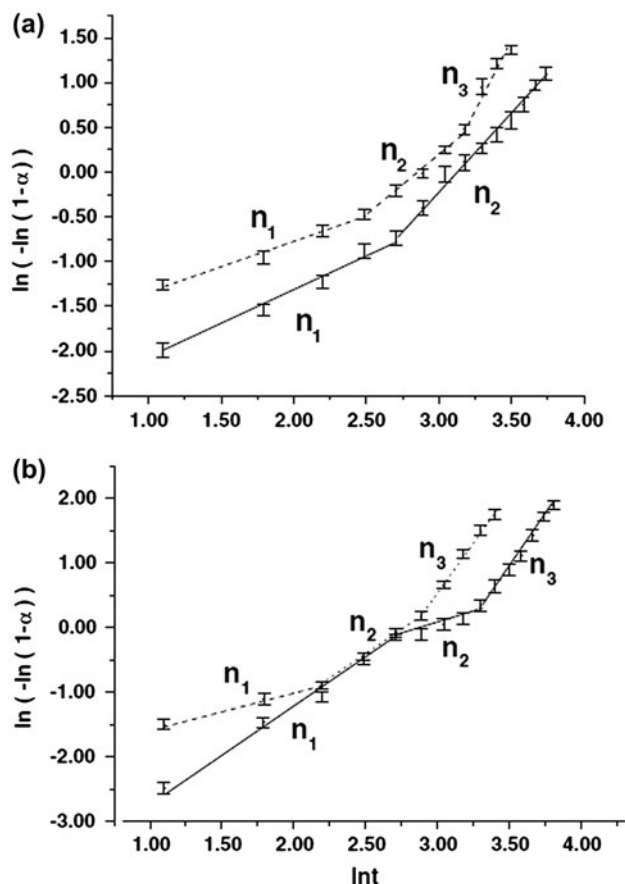 (a)
1.50
1.00
0.50
0.00
-0.50
-1.00
-1.50
-2.00
-2.50
ln ( -ln ( 1-α) )
n₁
n₂
n₃
n₁
n₂
1.00 1.50 2.00 2.50 3.00 3.50 4.00
(b)
2.00
1.00
0.00
-1.00
-2.00
-3.00
ln ( -ln ( 1-α) )
n₁
n₂
n₃
n₁
n₂
n₃
1.00 1.50 2.00 2.50 3.00 3.50 4.00
lnt